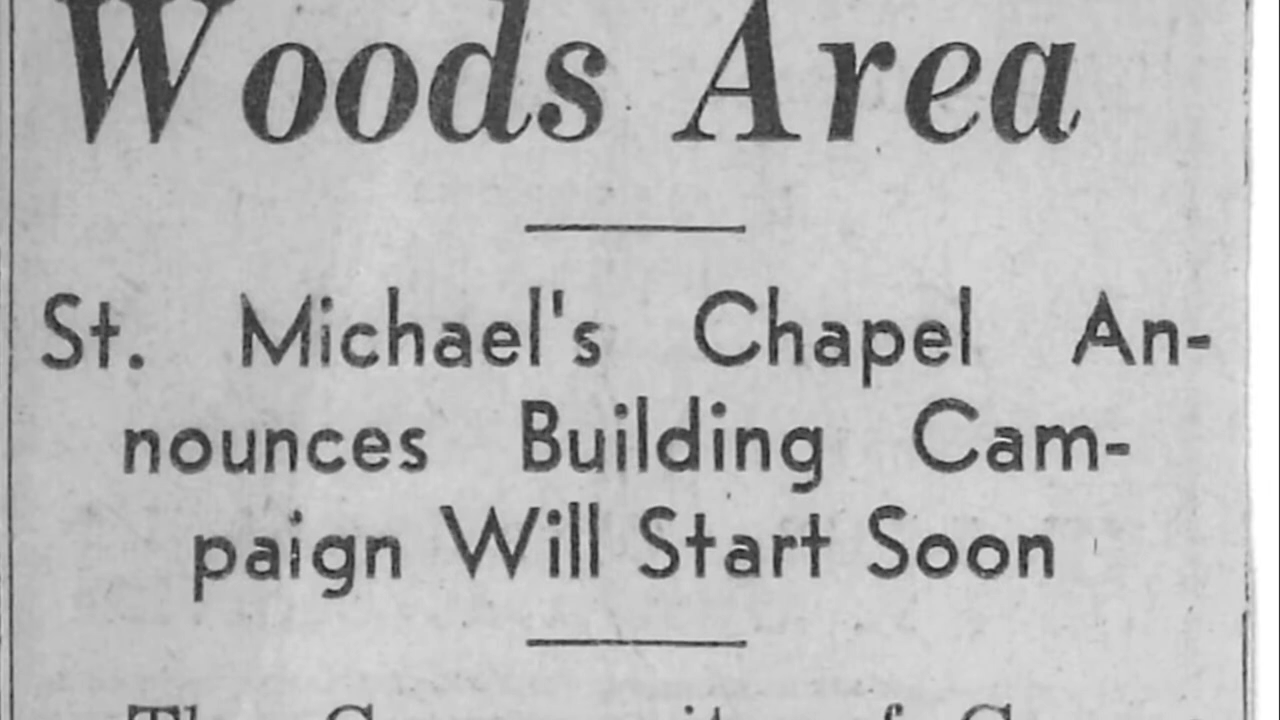 Woods Area
St. Michael's Chapel An-
nounces Building Cam-
paign Will Start Soon